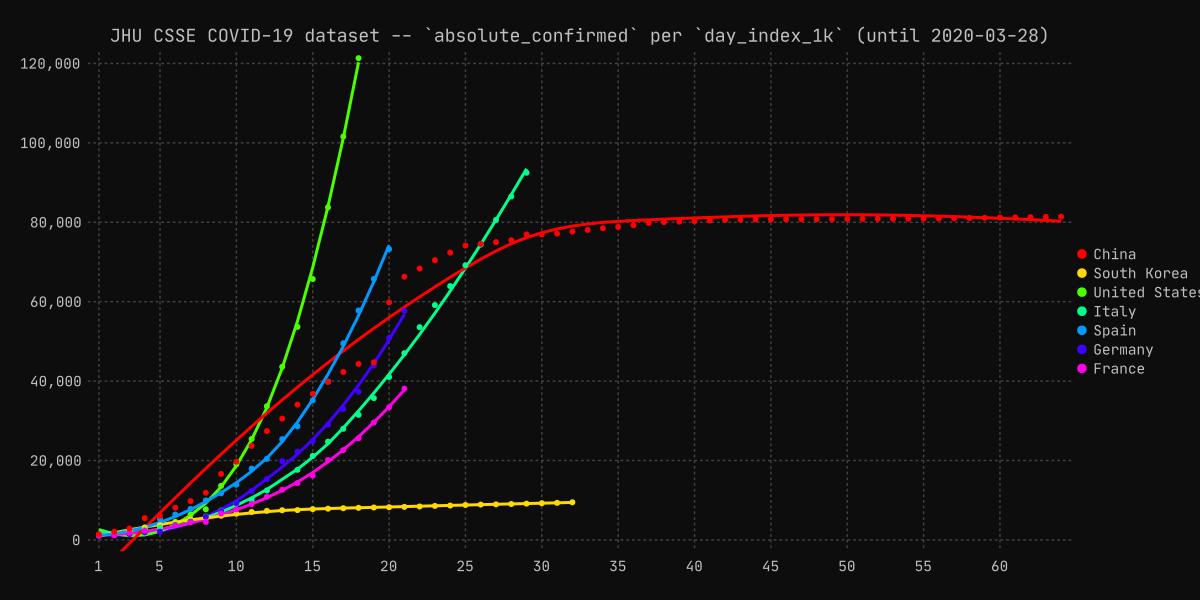 JHU CSSE COVID-19 dataset -- `absolute_confirmed` per `day_index_1k` (until 2020-03-28)
120,000
100,000
80,000
60,000
40,000
20,000
0
1 5 10 15 20 25 30 35 40 45 50 55 60
China
South Korea
United States
Italy
Spain
Germany
France